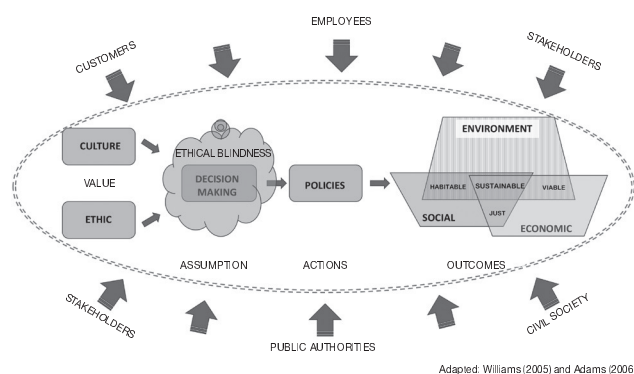 EMPLOYEES
CUSTOMERS
STAKEHOLDERS
ENVIRONMENT
CULTURE
ETHICAL BLINDNESS
DECISION
MAKING
VALUE
POLICIES
HABITABLE
SUSTAINABLE
VIABLE
ETHIC
SOCIAL
JUST
ECONOMIC
ASSUMPTION
ACTIONS
OUTCOMES
STAKEHOLDERS
CIVIL SOCIETY
PUBLIC AUTHORITIES
Adapted: Williams (2005) and Adams (2006